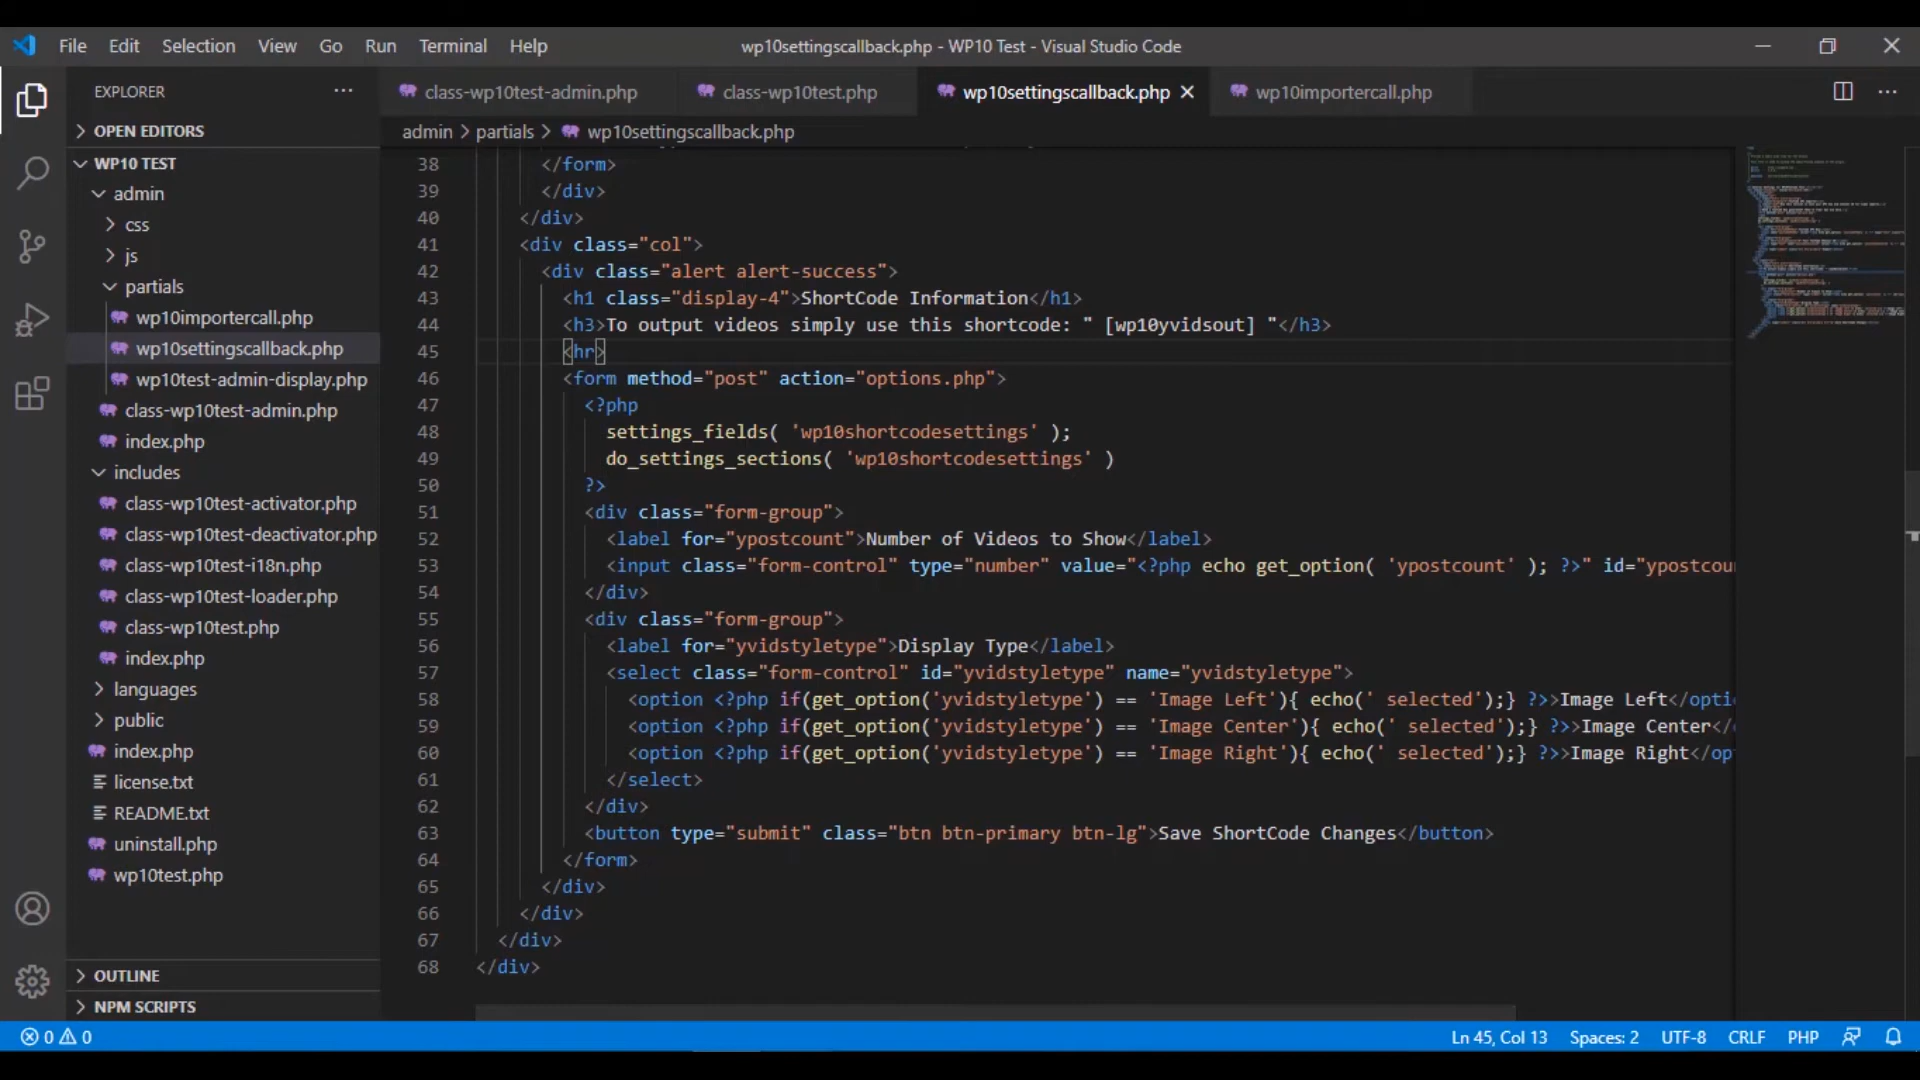 File Edit Selection View Go Run Terminal Help
wp10settingscallback.php - WP10 Test - Visual Studio Code
EXPLORER
OPEN EDITORS
WP10 TEST
admin
css
js
partials
wp10importercall.php
wp10settingscallback.php
wp10test-admin-display.php
class-wp10test-admin.php
index.php
includes
class-wp10test-activator.php
class-wp10test-deactivator.php
class-wp10test-i18n.php
class-wp10test-loader.php
class-wp10test.php
index.php
languages
public
index.php
license.txt
README.txt
uninstall.php
wp10test.php
OUTLINE
NPM SCRIPTS
class-wp10test-admin.php class-wp10test.php wp10settingscallback.php wp10importercall.php
admin > partials > wp10settingscallback.php
38 </form>
39 </div>
40 </div>
41 <div class="col">
42 <div class="alert alert-success">
43 <h1 class="display-4">ShortCode Information</h1>
44 <h3>To output videos simply use this shortcode: " [wp10yvidsout] "</h3>
45 <hr>
46 <form method="post" action="options.php">
47 <?php
48 settings_fields( 'wp10shortcodesettings' );
49 do_settings_sections( 'wp10shortcodesettings' )
50 ?>
51 <div class="form-group">
52 <label for="ypostcount">Number of Videos to Show</label>
53 <input class="form-control" type="number" value="<?php echo get_option( 'ypostcount' ); ?>" id="ypostcou
54 </div>
55 <div class="form-group">
56 <label for="yvidstyletype">Display Type</label>
57 <select class="form-control" id="yvidstyletype" name="yvidstyletype">
58 <option <?php if(get_option('yvidstyletype') == 'Image Left'){ echo(' selected');} ?>>Image Left</opti
59 <option <?php if(get_option('yvidstyletype') == 'Image Center'){ echo(' selected');} ?>>Image Center</
60 <option <?php if(get_option('yvidstyletype') == 'Image Right'){ echo(' selected');} ?>>Image Right</op
61 </select>
62 </div>
63 <button type="submit" class="btn btn-primary btn-lg">Save ShortCode Changes</button>
64 </form>
65 </div>
66 </div>
67 </div>
68 </div>
0 0
Ln 45, Col 13 Spaces: 2 UTF-8 CRLF PHP